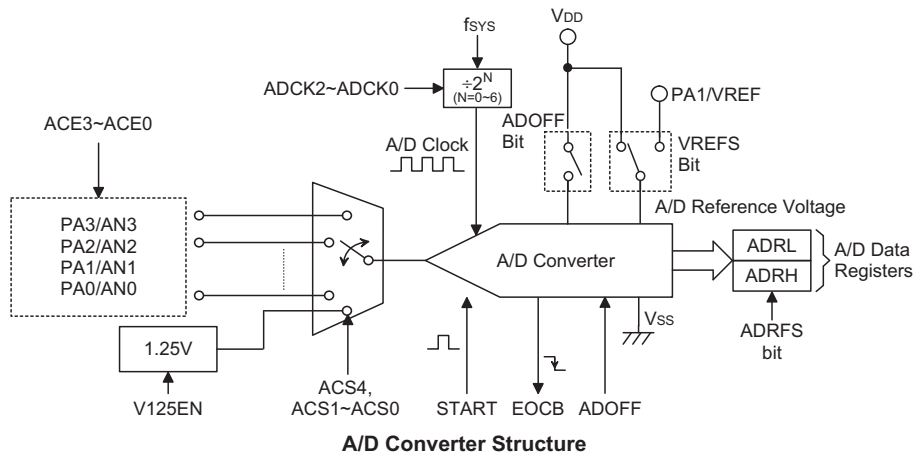 fSYS
VDD
ADCK2~ADCK0
÷2^N
(N=0~6)
PA1/VREF
ACE3~ACE0
A/D Clock
ADOFF
Bit
VREFS
Bit
A/D Reference Voltage
PA3/AN3
PA2/AN2
PA1/AN1
PA0/AN0
A/D Converter
ADRL
ADRH
A/D Data
Registers
1.25V
VSS
ADRFS
bit
V125EN
ACS4,
ACS1~ACS0
START
EOCB
ADOFF
A/D Converter Structure